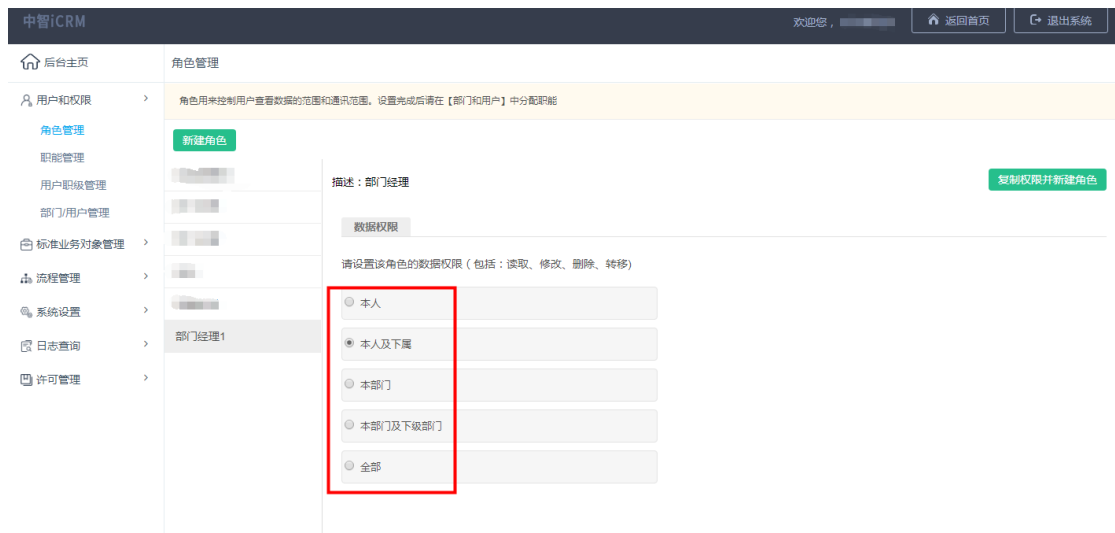 中智iCRM
欢迎您，
返回首页
退出系统
后台主页
角色管理
用户和权限
角色用来控制用户查看数据的范围和通讯范围。设置完成后请在【部门和用户】中分配职能
角色管理
新建角色
职能管理
用户职级管理
部门/用户管理
标准业务对象管理
流程管理
系统设置
日志查询
许可管理
部门经理1
描述：部门经理
复制权限并新建角色
数据权限
请设置该角色的数据权限（包括：读取、修改、删除、转移)
本人
本人及下属
本部门
本部门及下级部门
全部